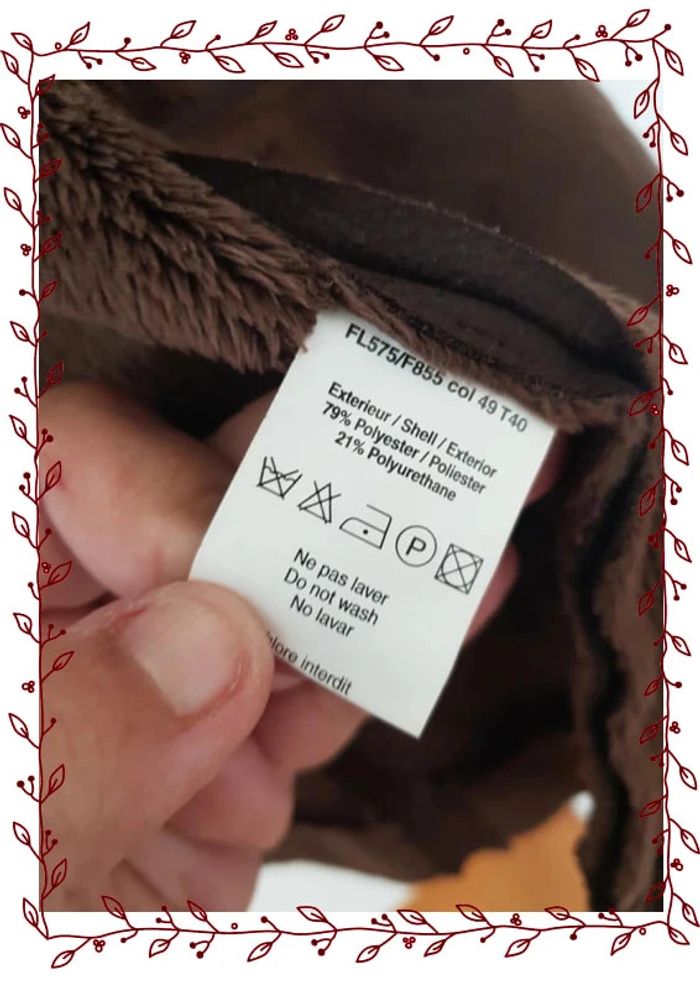 FL575/F855 col 49 T40
Exterieur / Shell / Exterior
79% Polyester / Poliester
21% Polyurethane
P
Ne pas laver
Do not wash
No lavar
interdit